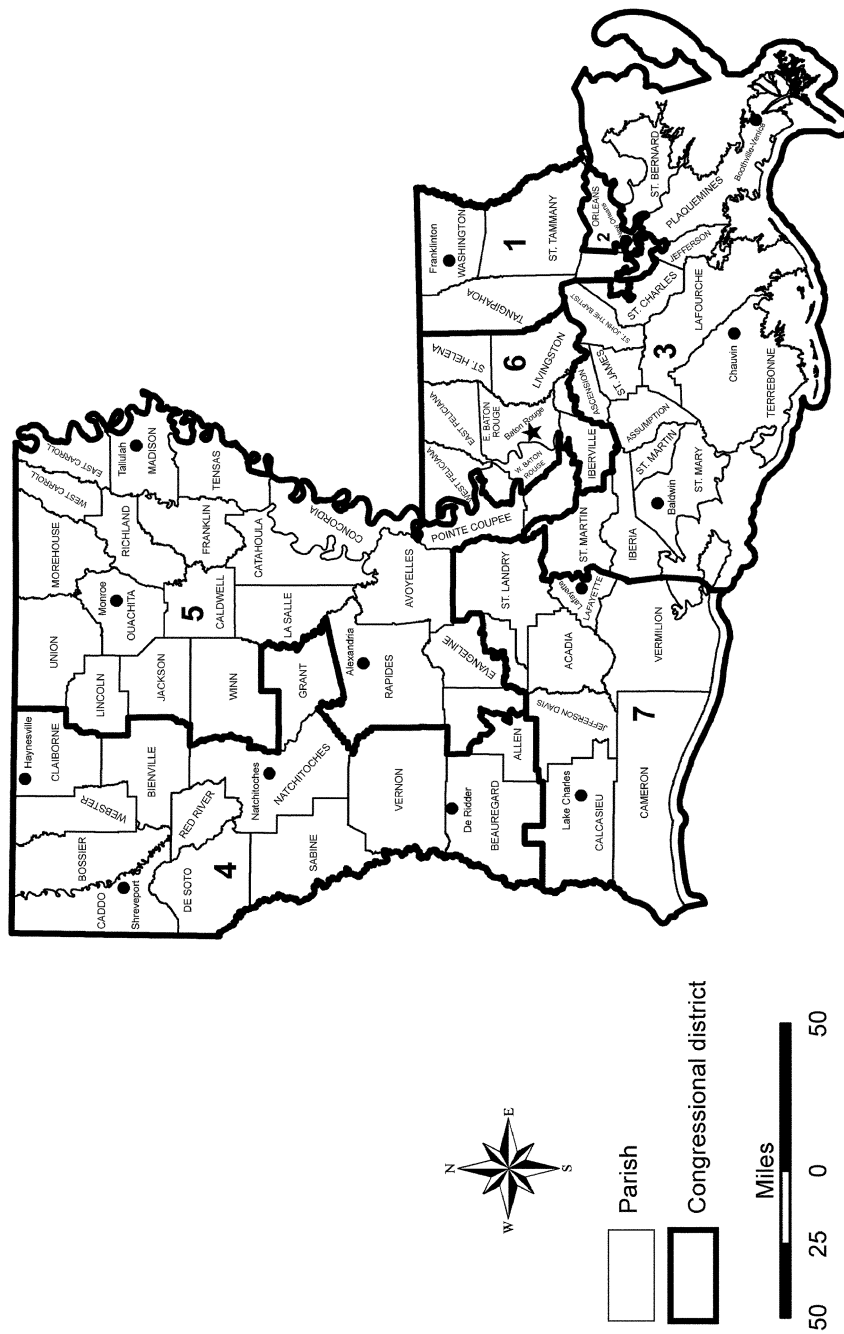 Haynesville
CLAIBORNE
UNION
MOREHOUSE
WEST CARROLL
EAST CARROLL
WEBSTER
BOSSIER
CADDO
Shreveport
LINCOLN
Monroe
OUACHITA
RICHLAND
Tallulah
MADISON
BIENVILLE
JACKSON
RED RIVER
DE SOTO
4
5
CALDWELL
FRANKLIN
TENSAS
WINN
Natchitoches
NATCHITOCHES
SABINE
GRANT
LA SALLE
CATAHOULA
CONCORDIA
Alexandria
RAPIDES
AVOYELLES
VERNON
De Ridder
BEAUREGARD
ALLEN
EVANGELINE
ST. LANDRY
POINTE COUPEE
WEST FELICIANA
EAST FELICIANA
ST. HELENA
TANGIPAHOA
Franklinton
WASHINGTON
1
ST. TAMMANY
6
LIVINGSTON
E. BATON
ROUGE
Baton Rouge
W. BATON
ROUGE
IBERVILLE
ASCENSION
ST. JAMES
ST. JOHN THE BAPTIST
ST. CHARLES
ORLEANS
2
JEFFERSON
ST. BERNARD
PLAQUEMINES
Boothville-Venice
LAFOURCHE
3
Chauvin
TERREBONNE
ASSUMPTION
ST. MARTIN
ST. MARY
Baldwin
IBERIA
ST. MARTIN
Lafayette
LAFAYETTE
ACADIA
VERMILION
JEFFERSON DAVIS
Lake Charles
CALCASIEU
7
CAMERON
N
E
S
W
Parish
Congressional district
Miles
50 25 0 50